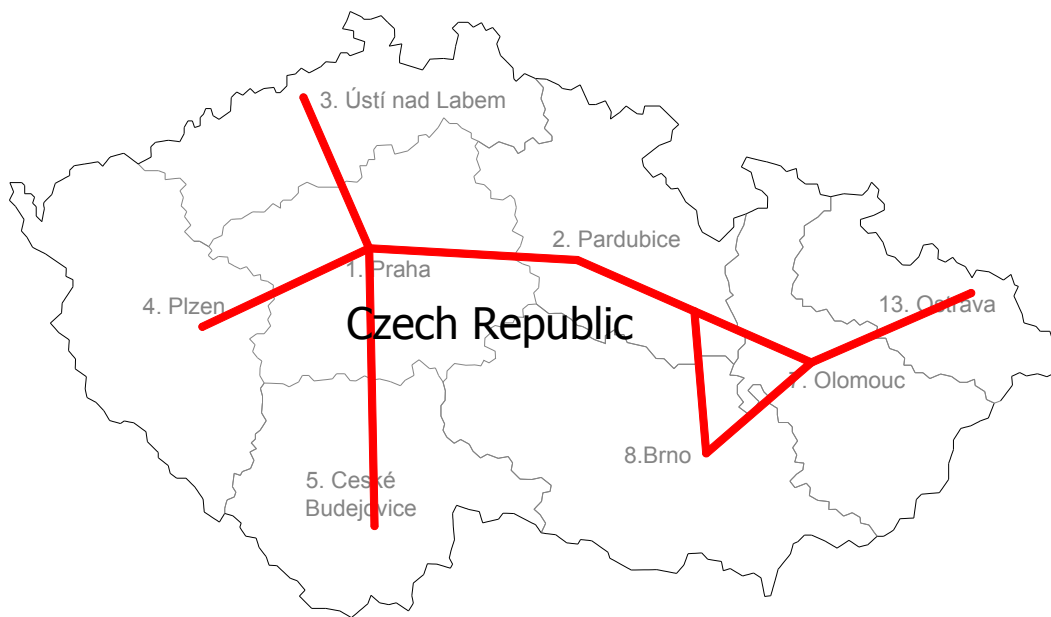 3. Ústí nad Labem
2. Pardubice
1. Praha
4. Plzen
13. Ostrava
Czech Republic
7. Olomouc
8.Brno
5. Ceské
Budejovice